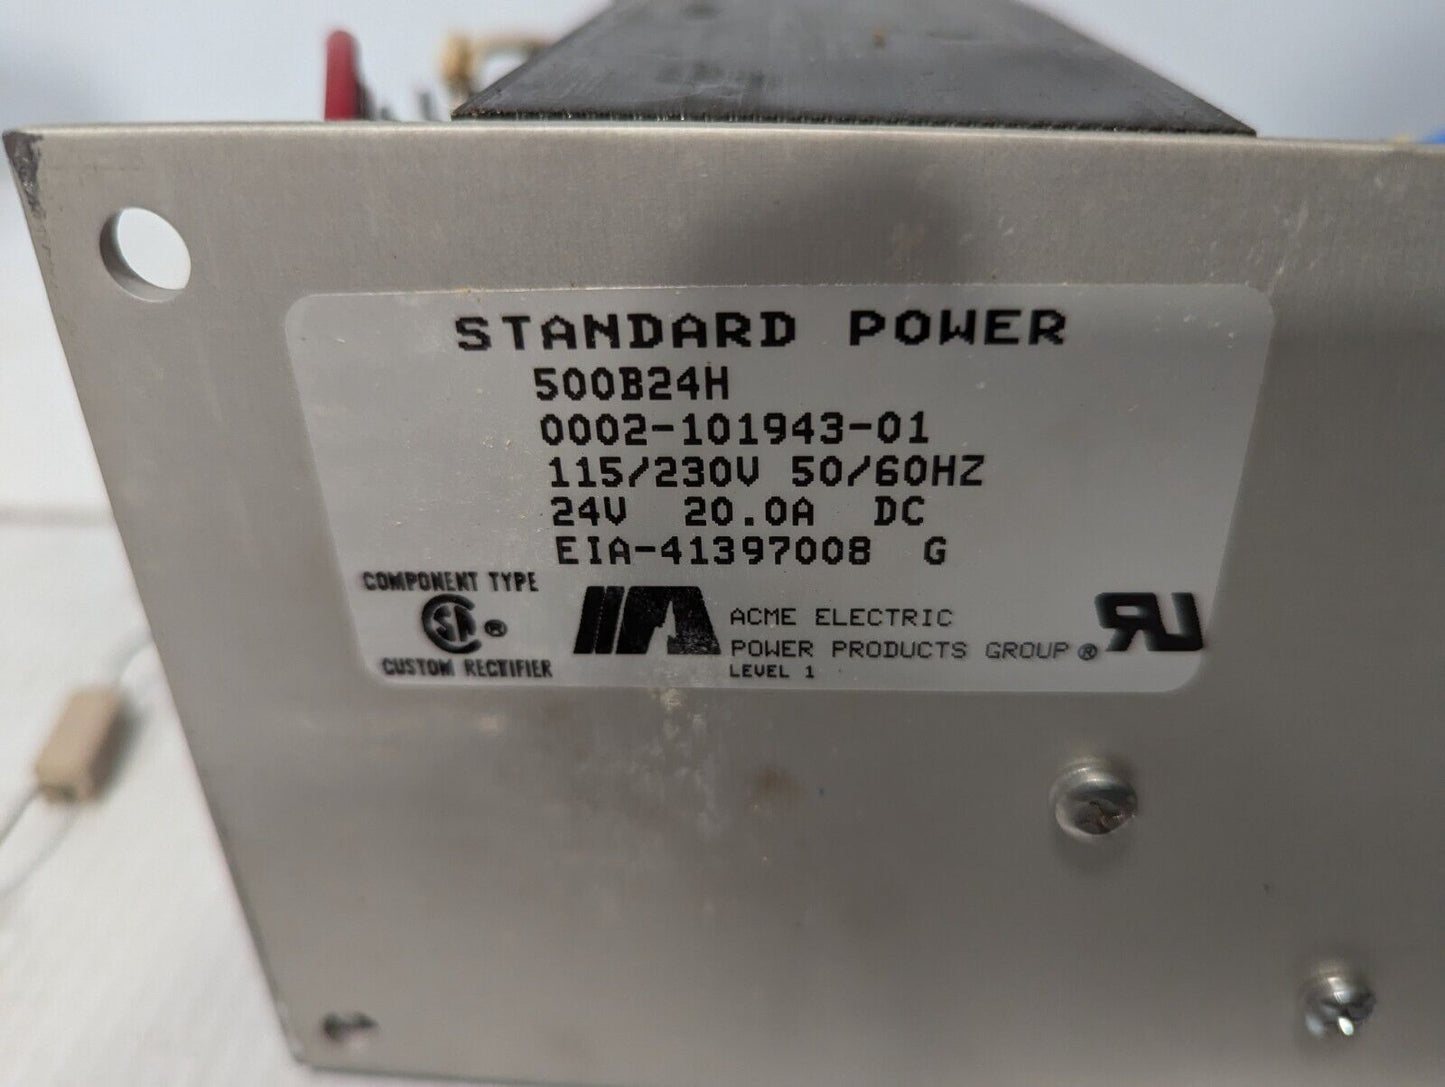 STANDARD POWER
500B24H
0002-101943-01
115/230V 50/60HZ
24V 20.0A DC
EIA-41397008 G
COMPONENT TYPE
SA ®
CUSTOM RECTIFIER
ACME ELECTRIC
POWER PRODUCTS GROUP ®
LEVEL 1